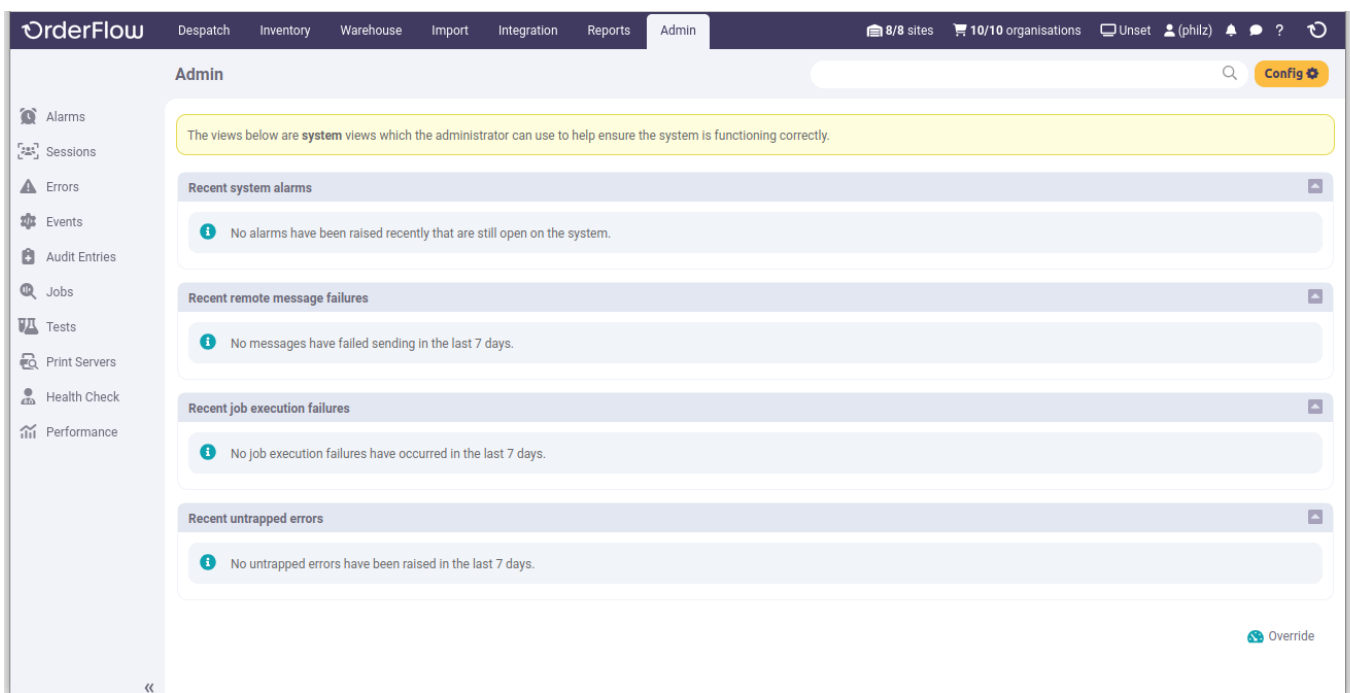 OrderFlow
Despatch Inventory Warehouse Import Integration Reports Admin 8/8 sites 10/10 organisations Unset (philz) ?
Admin
Config
Alarms
Sessions
Errors
Events
Audit Entries
Jobs
Tests
Print Servers
Health Check
Performance
The views below are system views which the administrator can use to help ensure the system is functioning correctly.
Recent system alarms
No alarms have been raised recently that are still open on the system.
Recent remote message failures
No messages have failed sending in the last 7 days.
Recent job execution failures
No job execution failures have occurred in the last 7 days.
Recent untrapped errors
No untrapped errors have been raised in the last 7 days.
Override
«